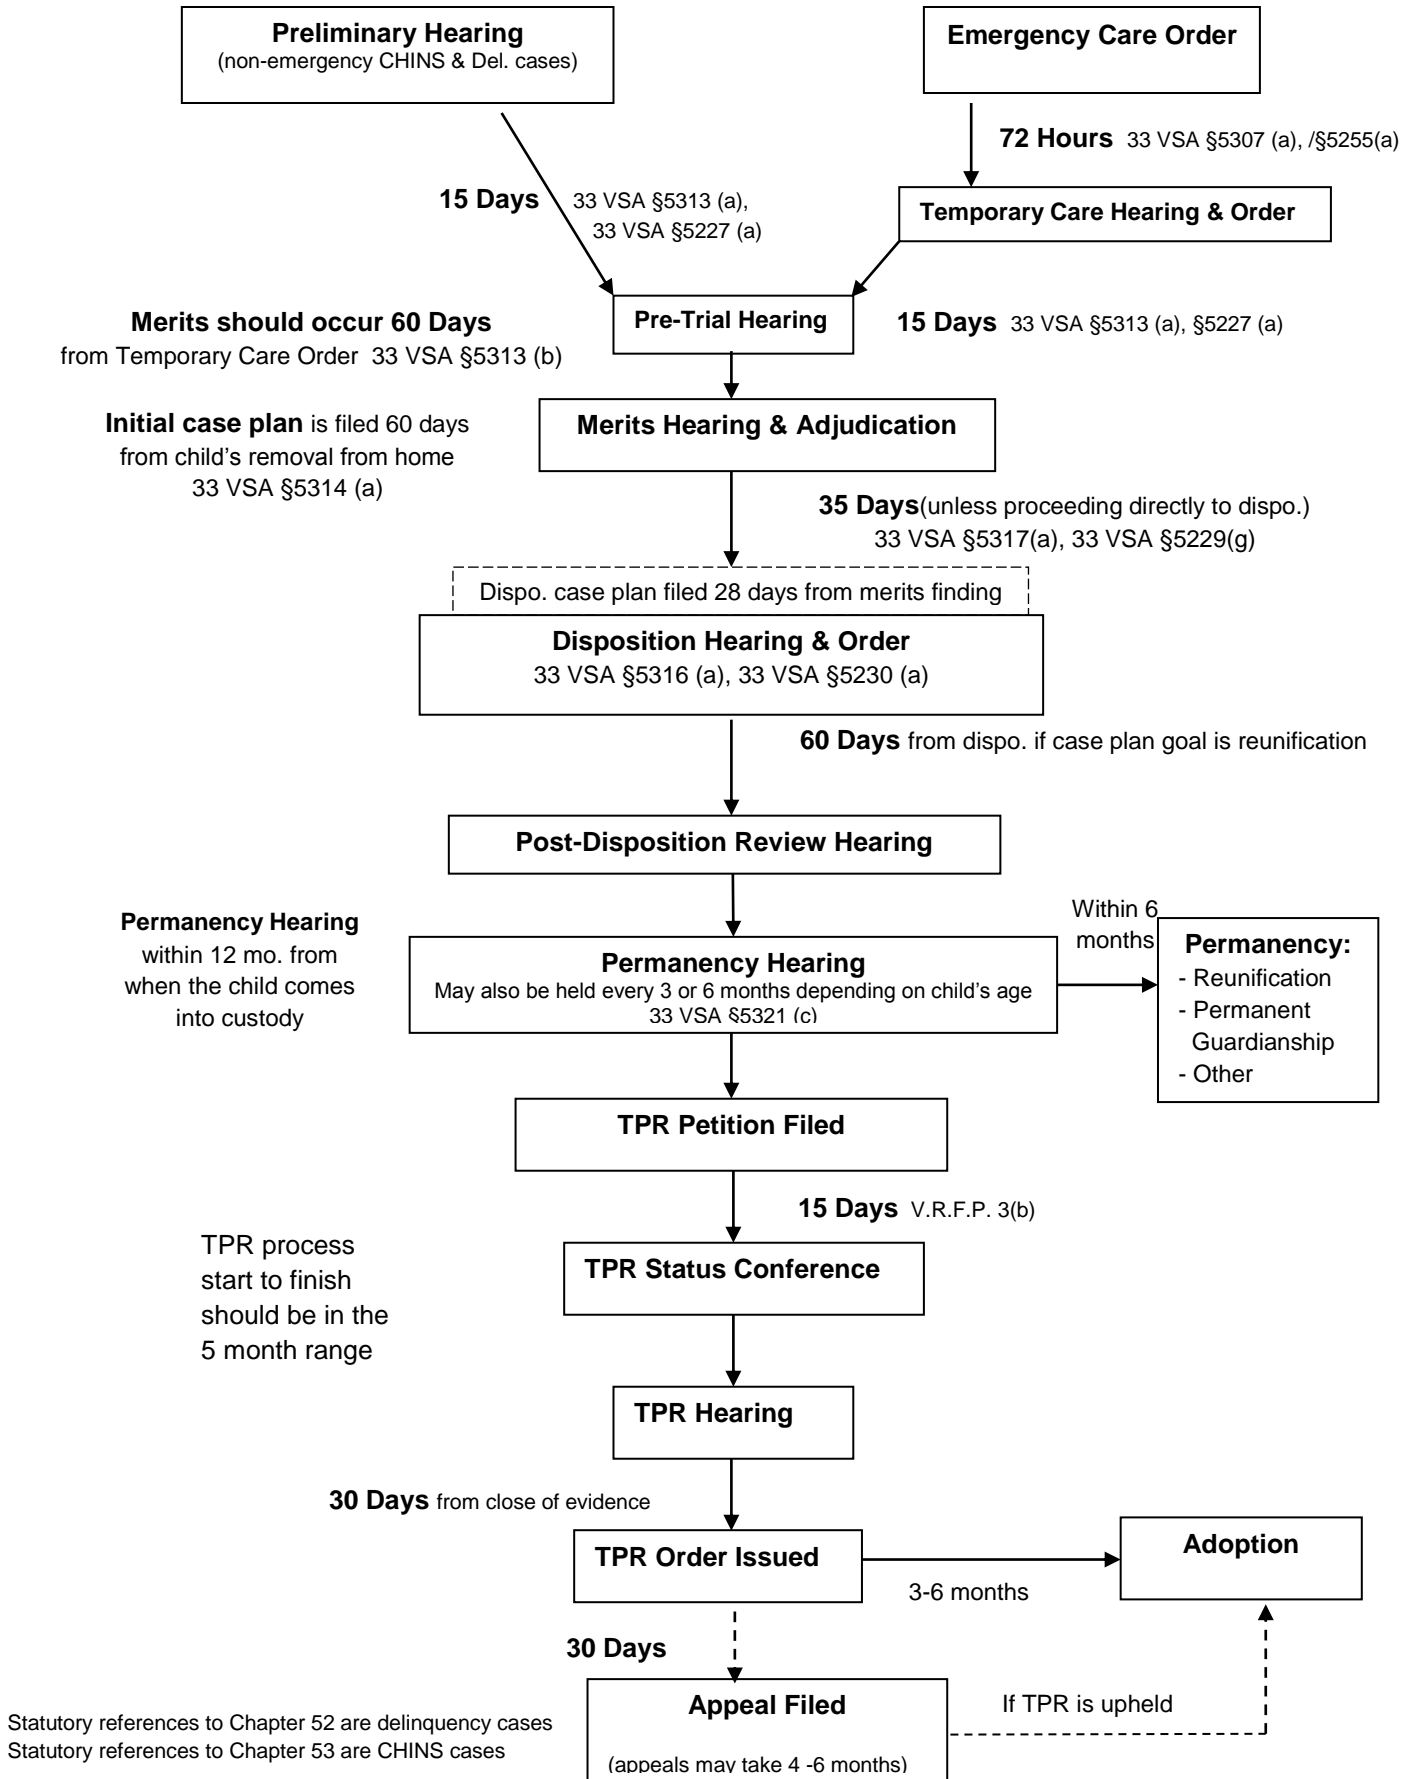 Preliminary Hearing
(non-emergency CHINS & Del. cases)
Emergency Care Order
72 Hours 33 VSA §5307 (a), /§5255(a)
15 Days 33 VSA §5313 (a),
33 VSA §5227 (a)
Temporary Care Hearing & Order
Pre-Trial Hearing
15 Days 33 VSA §5313 (a), §5227 (a)
Merits should occur 60 Days
from Temporary Care Order 33 VSA §5313 (b)
Merits Hearing & Adjudication
Initial case plan is filed 60 days
from child's removal from home
33 VSA §5314 (a)
35 Days(unless proceeding directly to dispo.)
33 VSA §5317(a), 33 VSA §5229(g)
Dispo. case plan filed 28 days from merits finding
Disposition Hearing & Order
33 VSA §5316 (a), 33 VSA §5230 (a)
60 Days from dispo. if case plan goal is reunification
Post-Disposition Review Hearing
Permanency Hearing
within 12 mo. from
when the child comes
into custody
Permanency Hearing
May also be held every 3 or 6 months depending on child's age
33 VSA §5321 (c)
Within 6
months
Permanency:
- Reunification
- Permanent
Guardianship
- Other
TPR Petition Filed
15 Days V.R.F.P. 3(b)
TPR process
start to finish
should be in the
5 month range
TPR Status Conference
TPR Hearing
30 Days from close of evidence
TPR Order Issued
3-6 months
Adoption
30 Days
Appeal Filed
(appeals may take 4 -6 months)
If TPR is upheld
Statutory references to Chapter 52 are delinquency cases
Statutory references to Chapter 53 are CHINS cases